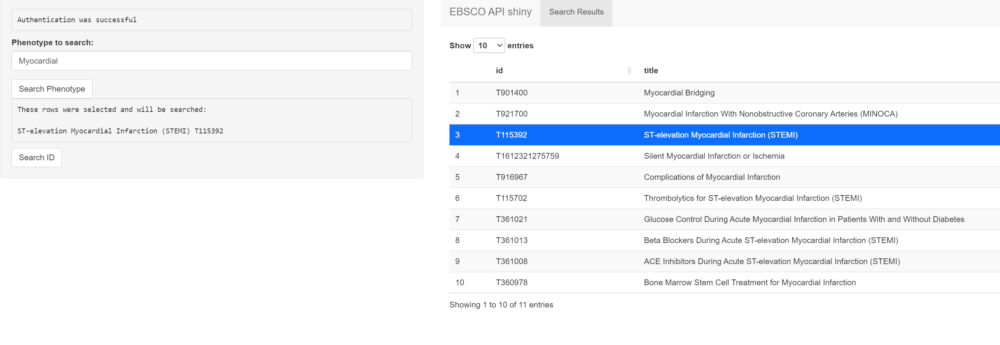 Authentication was successful
Phenotype to search:
Myocardial
Search Phenotype
These rows were selected and will be searched:
ST-elevation Myocardial Infarction (STEMI) T115392
Search ID
EBSCO API shiny Search Results
Show 10 entries
id title
1 T901400 Myocardial Bridging
2 T921700 Myocardial Infarction With Nonobstructive Coronary Arteries (MINOCA)
3 T115392 ST-elevation Myocardial Infarction (STEMI)
4 T1612321275759 Silent Myocardial Infarction or Ischemia
5 T916967 Complications of Myocardial Infarction
6 T115702 Thrombolytics for ST-elevation Myocardial Infarction (STEMI)
7 T361021 Glucose Control During Acute Myocardial Infarction in Patients With and Without Diabetes
8 T361013 Beta Blockers During Acute ST-elevation Myocardial Infarction (STEMI)
9 T361008 ACE Inhibitors During Acute ST-elevation Myocardial Infarction (STEMI)
10 T360978 Bone Marrow Stem Cell Treatment for Myocardial Infarction
Showing 1 to 10 of 11 entries